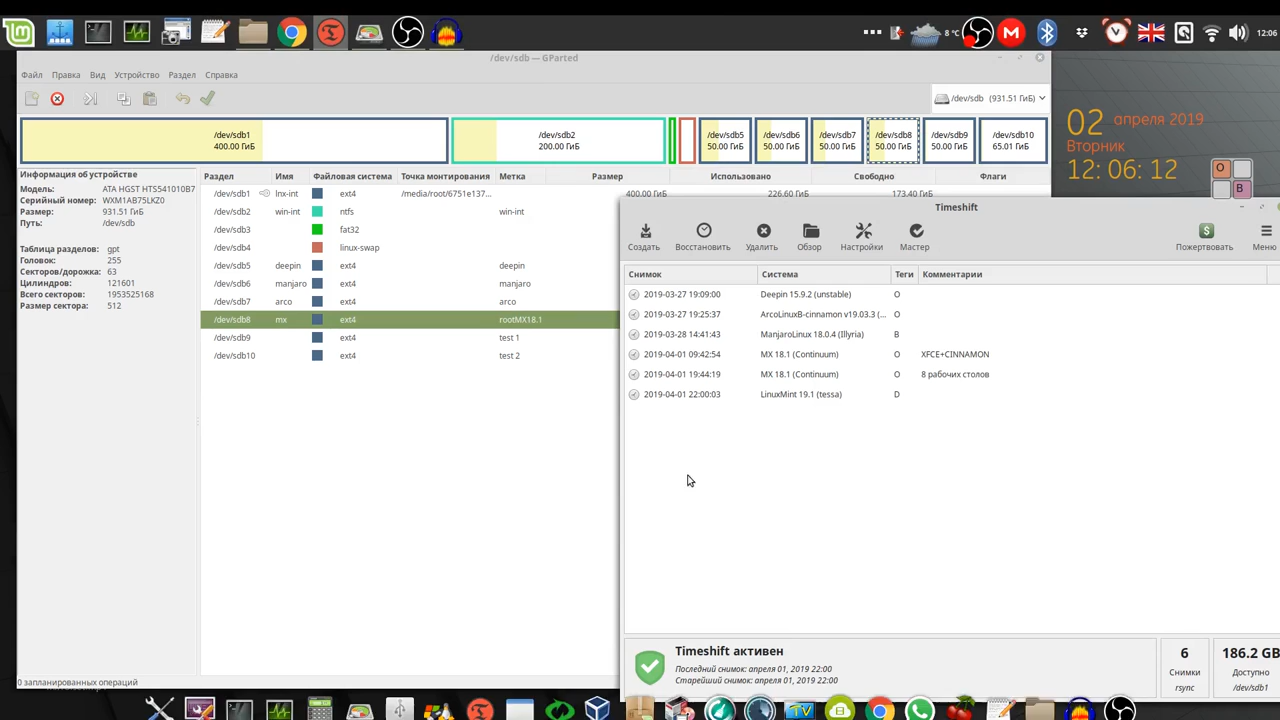 8 °C
12:06
/dev/sdb — GParted
Файл Правка Вид Устройство Раздел Справка
/dev/sdb (931.51 ГиБ)
/dev/sdb1
400.00 ГиБ
/dev/sdb2
200.00 ГиБ
/dev/sdb5
50.00 ГиБ
/dev/sdb6
50.00 ГиБ
/dev/sdb7
50.00 ГиБ
/dev/sdb8
50.00 ГиБ
/dev/sdb9
50.00 ГиБ
/dev/sdb10
65.01 ГиБ
02 апреля 2019
Вторник
12: 06: 12
O
B
Информация об устройстве
Модель: ATA HGST HTS541010B7
Серийный номер: WXM1AB75LKZ0
Размер: 931.51 ГиБ
Путь: /dev/sdb
Таблица разделов: gpt
Головок: 255
Секторов/дорожка: 63
Цилиндров: 121601
Всего секторов: 1953525168
Размер сектора: 512
Раздел Имя Файловая система Точка монтирования Метка Размер Использовано Свободно Флаги
/dev/sdb1 lnx-int ext4 /media/root/6751e137... 400.00 ГиБ 226.60 ГиБ 173.40 ГиБ
/dev/sdb2 win-int ntfs win-int
/dev/sdb3 fat32
/dev/sdb4 linux-swap
/dev/sdb5 deepin ext4 deepin
/dev/sdb6 manjaro ext4 manjaro
/dev/sdb7 arco ext4 arco
/dev/sdb8 mx ext4 rootMX18.1
/dev/sdb9 ext4 test 1
/dev/sdb10 ext4 test 2
0 запланированных операций
Timeshift
Создать Восстановить Удалить Обзор Настройки Мастер Пожертвовать Меню
Снимок Система Теги Комментарии
2019-03-27 19:09:00 Deepin 15.9.2 (unstable) O
2019-03-27 19:25:37 ArcoLinuxB-cinnamon v19.03.3 (... O
2019-03-28 14:41:43 ManjaroLinux 18.0.4 (Illyria) B
2019-04-01 09:42:54 MX 18.1 (Continuum) O XFCE+CINNAMON
2019-04-01 19:44:19 MX 18.1 (Continuum) O 8 рабочих столов
2019-04-01 22:00:03 LinuxMint 19.1 (tessa) D
Timeshift активен
Последний снимок: апреля 01, 2019 22:00
Старейший снимок: апреля 01, 2019 22:00
6
Снимки
rsync
186.2 GB
Доступно
/dev/sdb1
TV